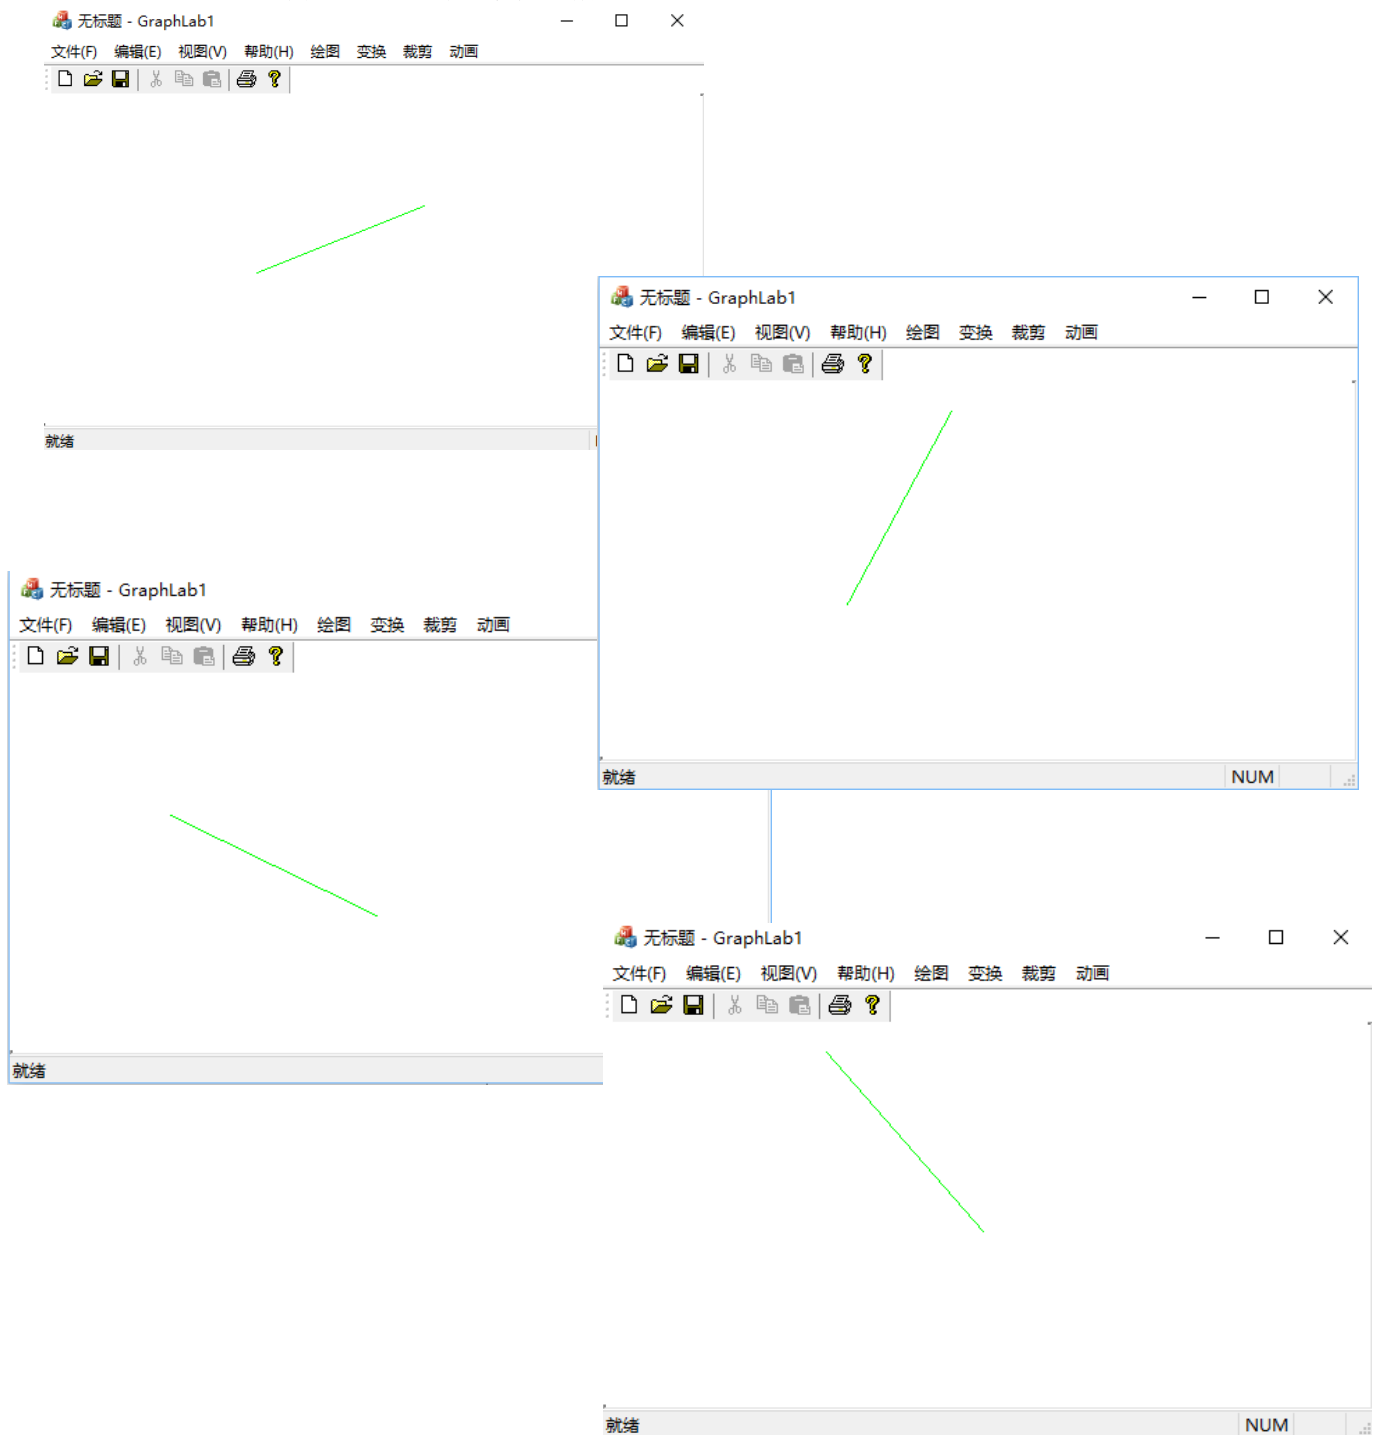 无标题 - GraphLab1
文件(F) 编辑(E) 视图(V) 帮助(H) 绘图 变换 裁剪 动画
就绪
无标题 - GraphLab1
文件(F) 编辑(E) 视图(V) 帮助(H) 绘图 变换 裁剪 动画
就绪 NUM
无标题 - GraphLab1
文件(F) 编辑(E) 视图(V) 帮助(H) 绘图 变换 裁剪 动画
就绪
无标题 - GraphLab1
文件(F) 编辑(E) 视图(V) 帮助(H) 绘图 变换 裁剪 动画
就绪 NUM